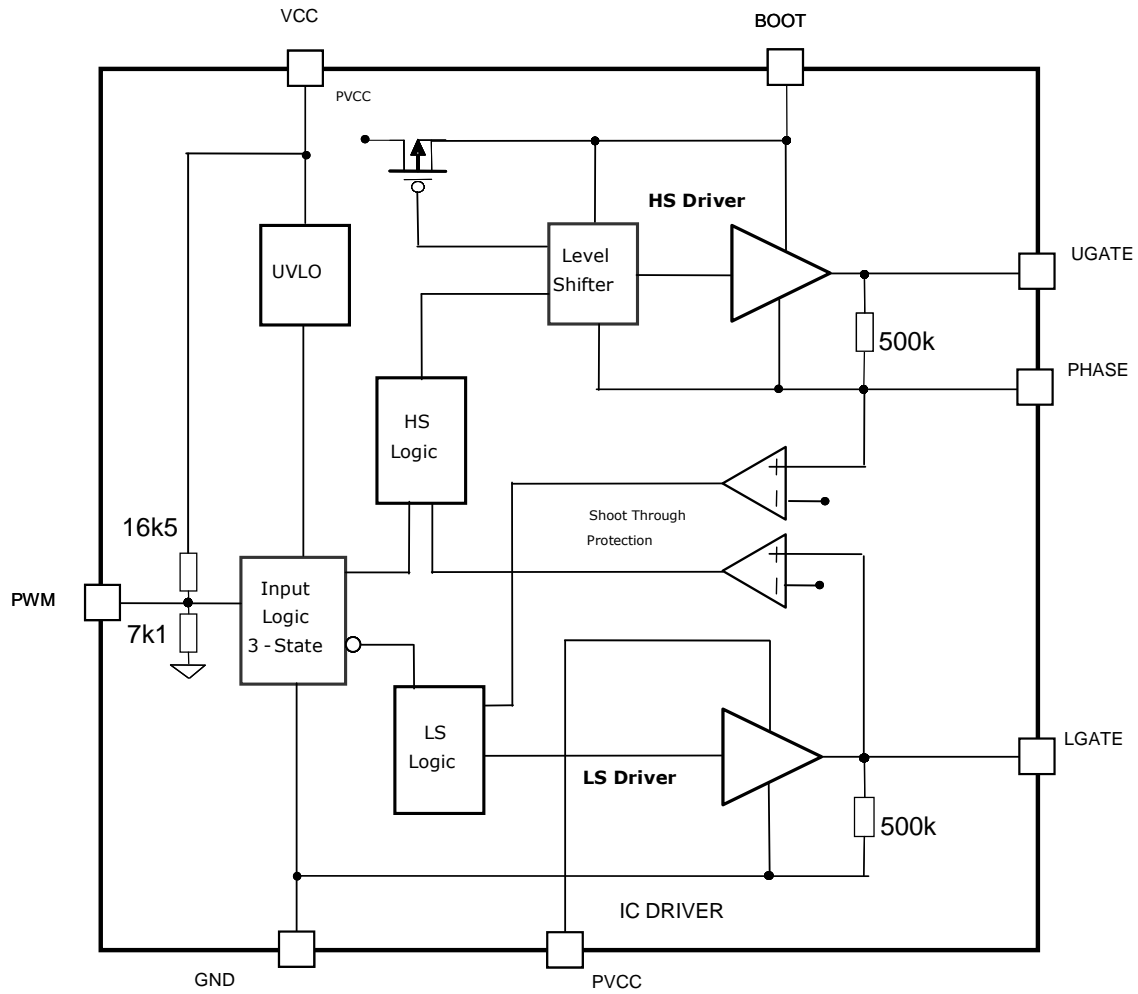 VCC
BOOT
PVCC
HS Driver
UVLO
Level
Shifter
UGATE
500k
PHASE
HS
Logic
Shoot Through
Protection
16k5
PWM
7k1
Input
Logic
3 - State
LS
Logic
LS Driver
LGATE
500k
IC DRIVER
GND
PVCC